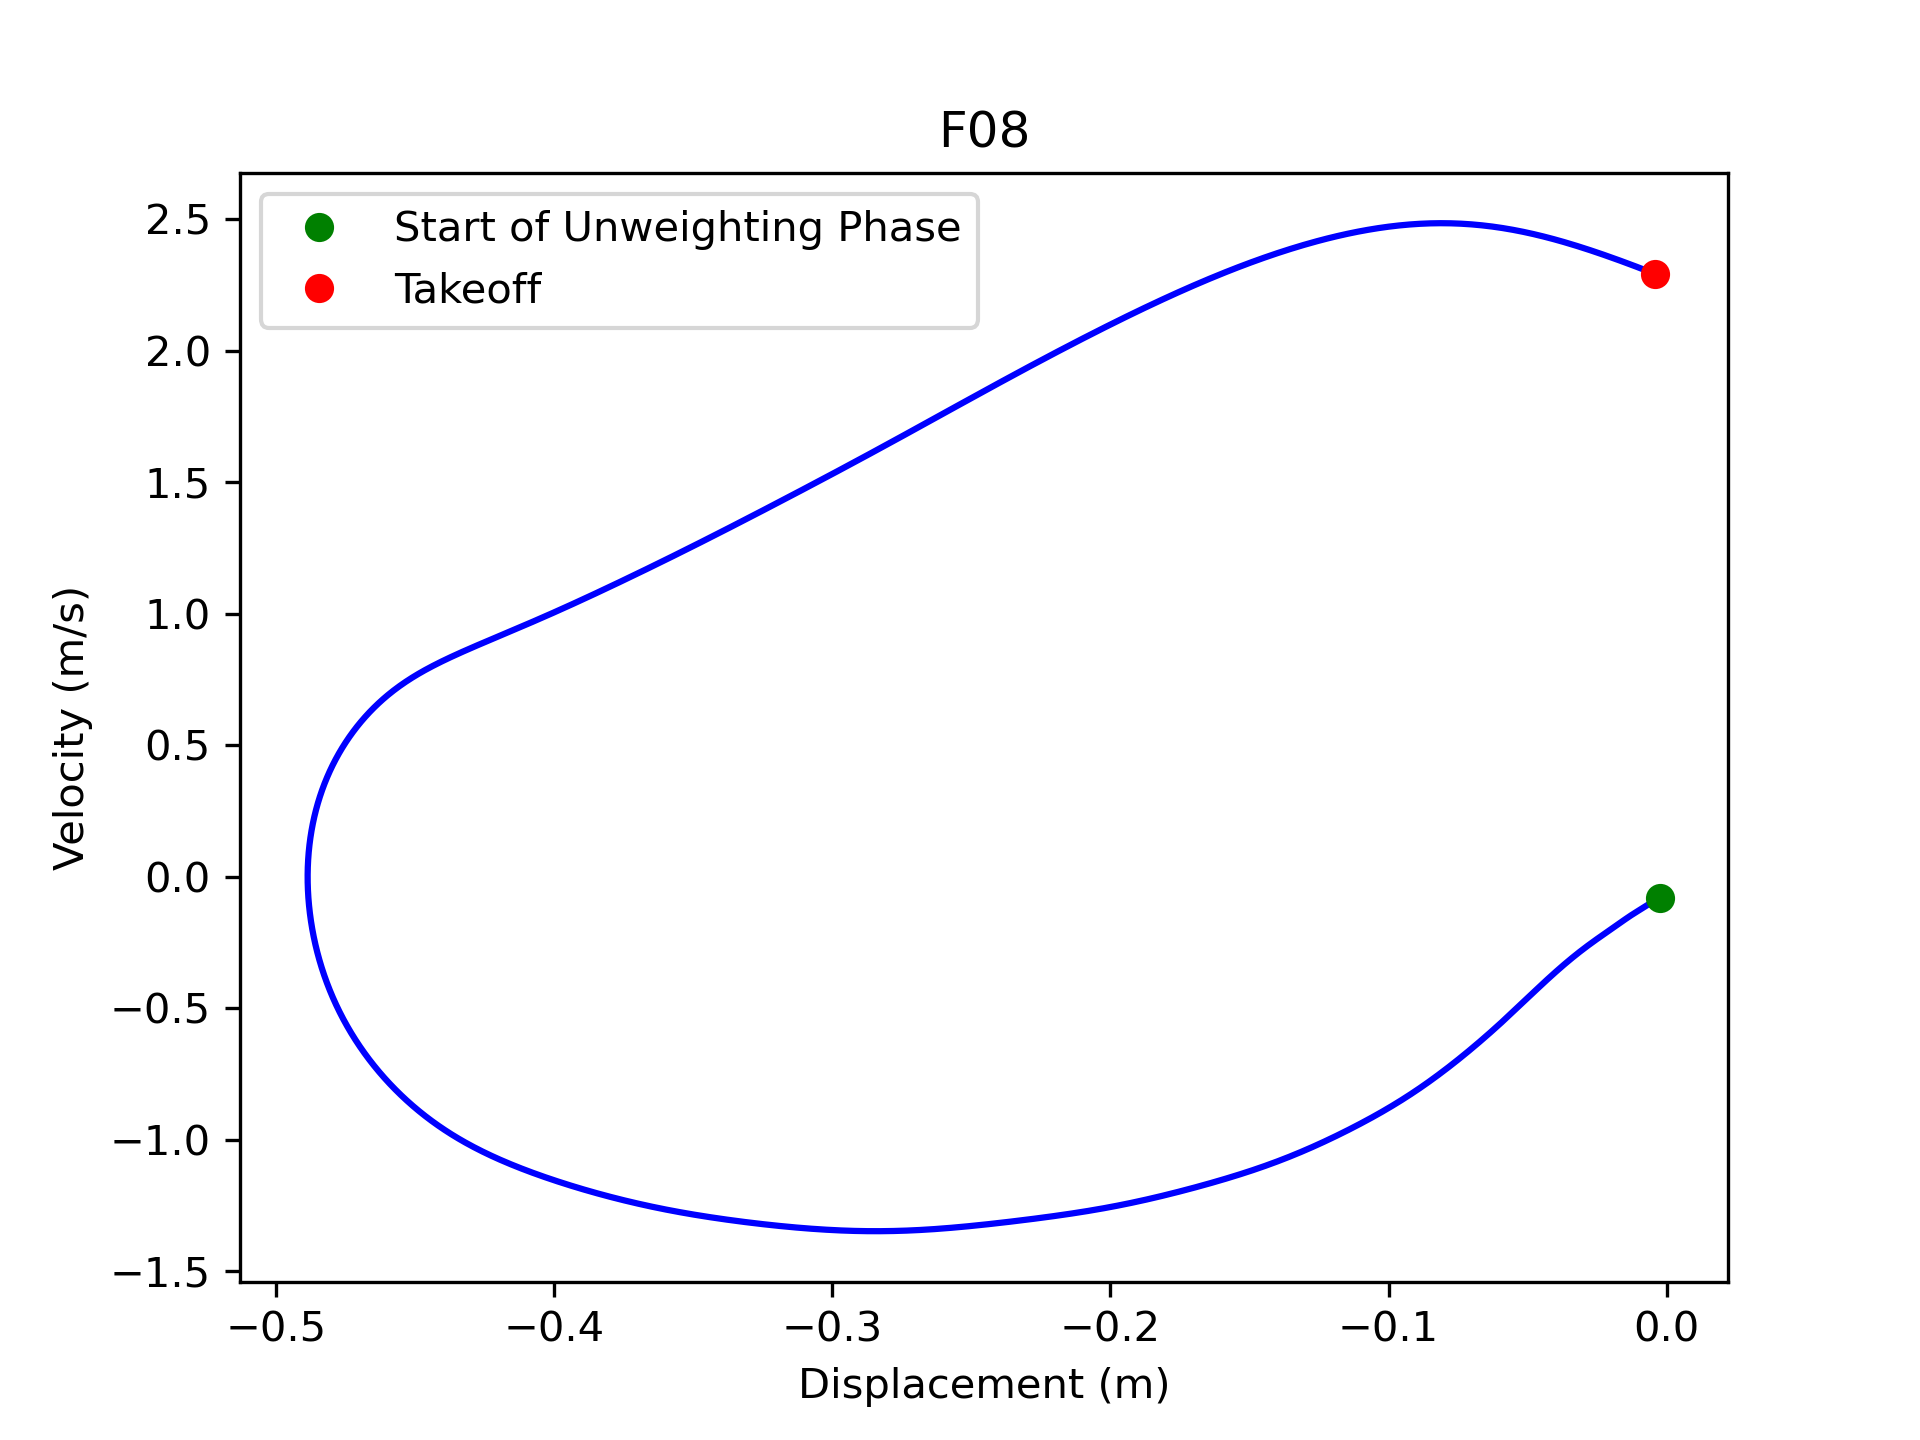 F08
Start of Unweighting Phase
Takeoff
2.5
2.0
1.5
1.0
0.5
0.0
−0.5
−1.0
−1.5
Velocity (m/s)
−0.5 −0.4 −0.3 −0.2 −0.1 0.0
Displacement (m)